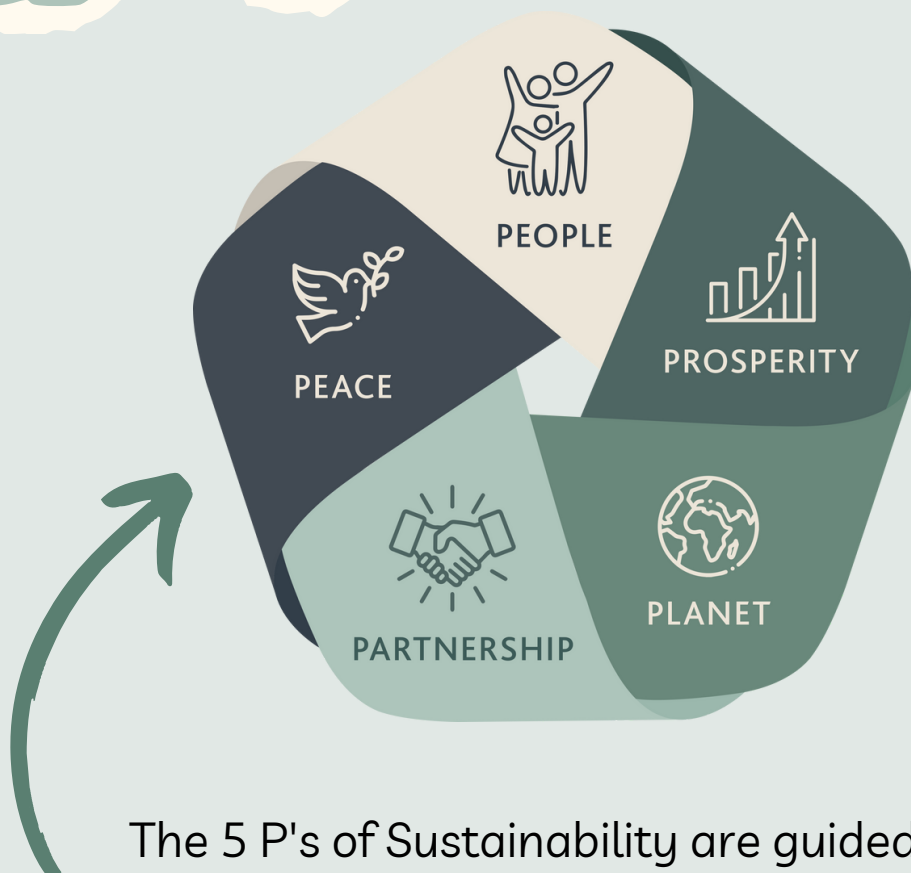 PEOPLE
PROSPERITY
PEACE
PLANET
PARTNERSHIP
The 5 P's of Sustainability are guided